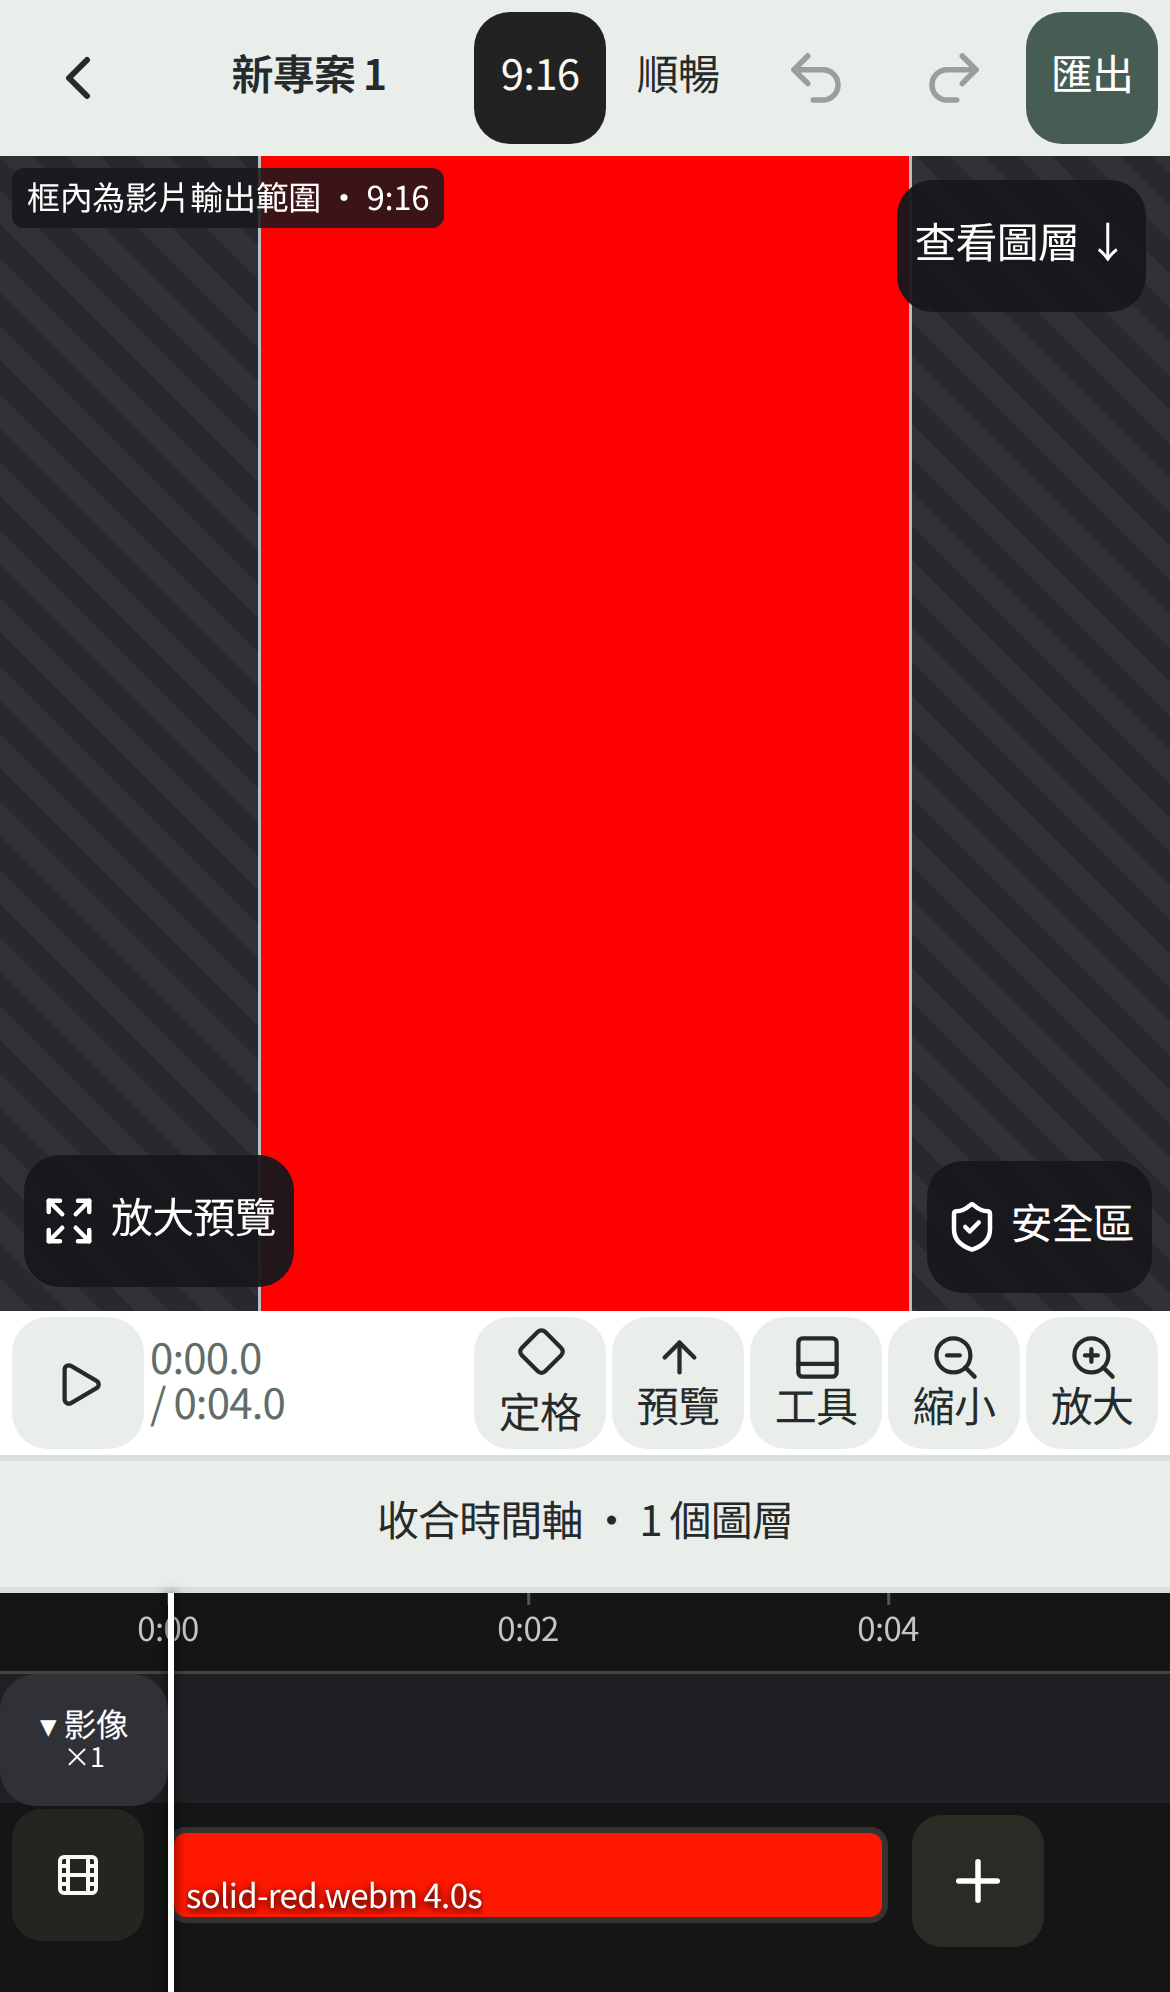 新專案 1
9:16
順暢
匯出
框內為影片輸出範圍 · 9:16
查看圖層 ↓
放大預覽
安全區
0:00.0
/ 0:04.0
定格
預覽
工具
縮小
放大
收合時間軸 · 1 個圖層
0:00
0:02
0:04
▾ 影像
×1
solid-red.webm 4.0s